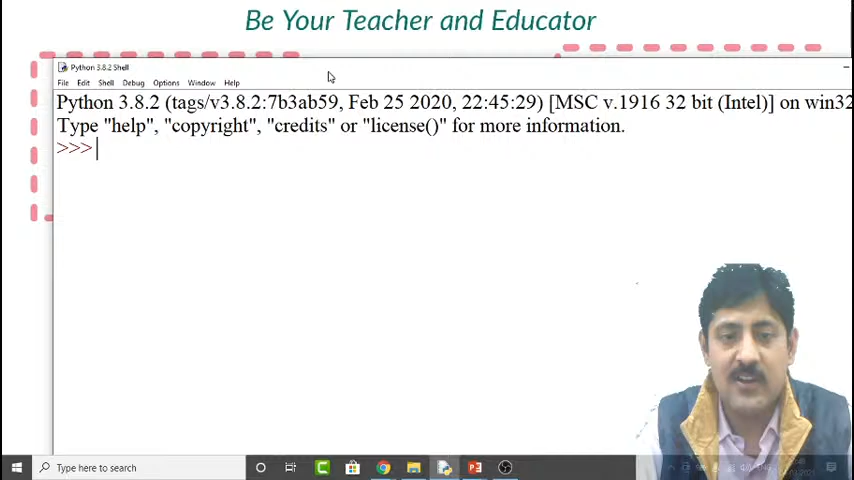 Be Your Teacher and Educator
Python 3.8.2 Shell
File Edit Shell Debug Options Window Help
Python 3.8.2 (tags/v3.8.2:7b3ab59, Feb 25 2020, 22:45:29) [MSC v.1916 32 bit (Intel)] on win32
Type "help", "copyright", "credits" or "license()" for more information.
>>>
Type here to search